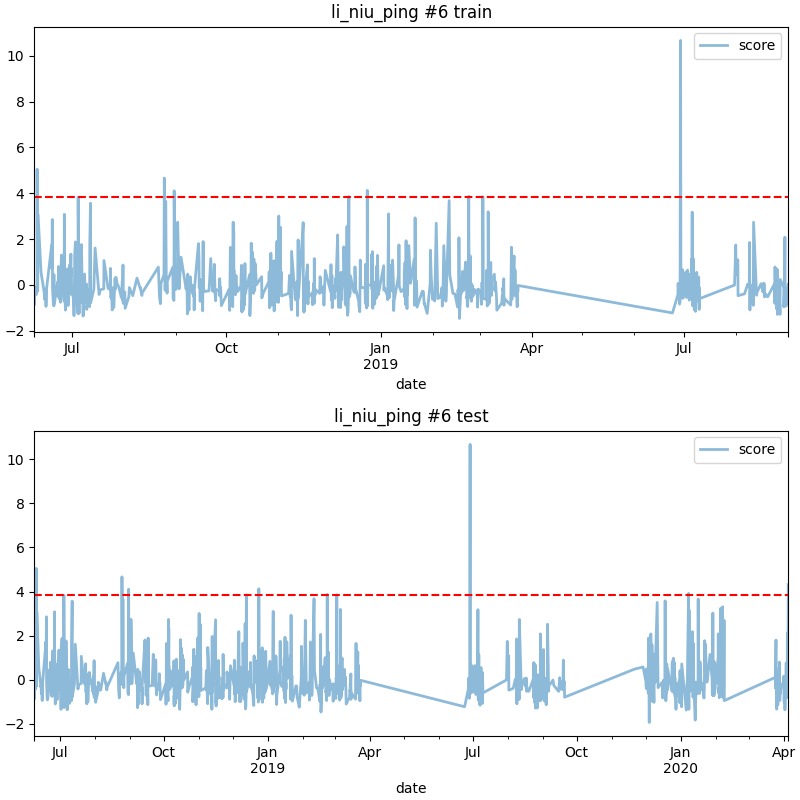 li_niu_ping #6 train
score
10
8
6
4
2
0
−2
Jul
Oct
Jan
2019
Apr
Jul
date
li_niu_ping #6 test
score
10
8
6
4
2
0
−2
Jul
Oct
Jan
2019
Apr
Jul
Oct
Jan
2020
Apr
date